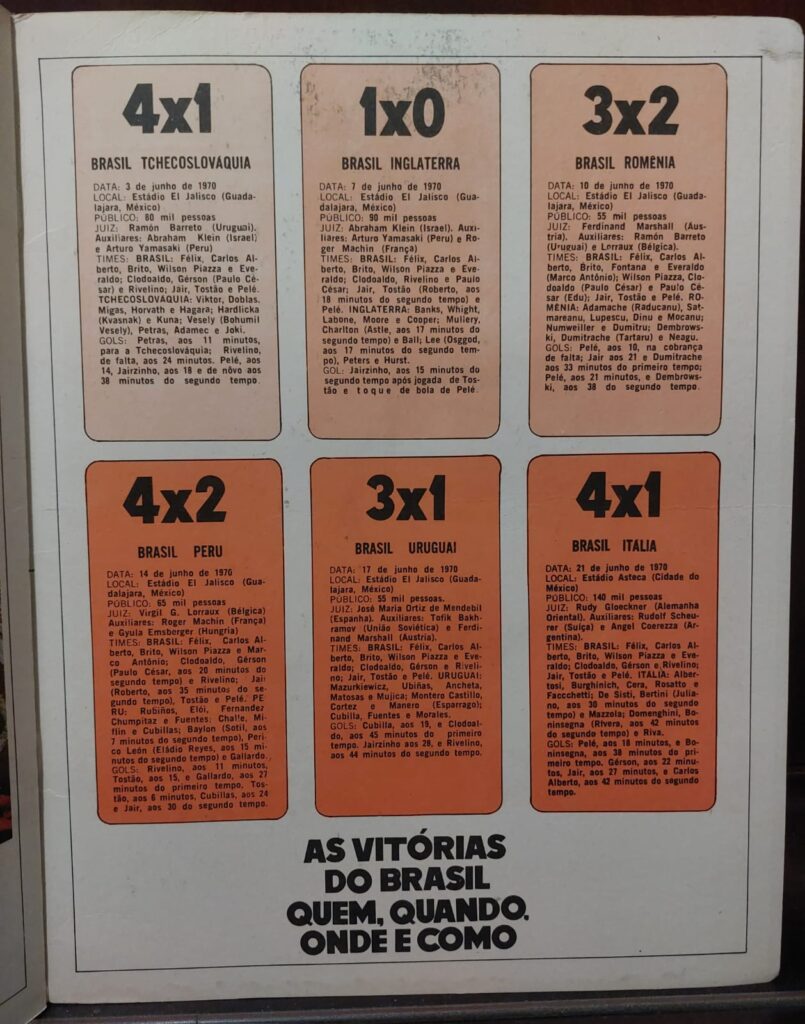 4x1
BRASIL TCHECOSLOVÁQUIA
DATA: 3 de junho de 1970
LOCAL: Estádio El Jalisco (Guada-
lajara, México)
PÚBLICO: 80 mil pessoas
JUIZ: Ramón Barreto (Uruguai).
Auxiliares: Abraham Klein (Israel)
e Arturo Yamasaki (Peru)
TIMES: BRASIL: Félix, Carlos Al-
berto, Brito, Wilson Piazza e Eve-
raldo; Clodoaldo, Gérson (Paulo Cé-
sar) e Rivelino; Jair, Tostão e Pelé.
TCHECOSLOVÁQUIA: Viktor, Doblas,
Migas, Horvath e Hagara; Hardicka
(Kvasnak) e Kuna; Vesely (Bohumil
Vesely), Petras, Adamec e Joki.
GOLS: Petras, aos 11 minutos,
para a Tchecoslováquia; Rivelino,
de falta, aos 24 minutos. Pelé, aos
14, Jairzinho, aos 18 e de nôvo aos
38 minutos do segundo tempo.
1x0
BRASIL INGLATERRA
DATA: 7 de junho de 1970
LOCAL: Estádio El Jalisco (Gua-
dalajara, México)
PÚBLICO: 90 mil pessoas
JUIZ: Abraham Klein (Israel). Auxi-
liares: Arturo Yamasaki (Peru) e Ro-
ger Machin (França)
TIMES: BRASIL: Félix, Carlos Al-
berto, Brito, Wilson Piazza e Eve-
raldo; Clodoaldo, Rivelino e Paulo
César; Jair, Tostão (Roberto, aos
18 minutos do segundo tempo) e
Pelé. INGLATERRA: Banks, Whight,
Labone, Moore e Cooper; Mullery,
Charlton (Astle, aos 17 minutos do
segundo tempo) e Ball; Lee (Osggod,
aos 17 minutos do segundo tem-
po), Peters e Hurst.
GOL: Jairzinho, aos 15 minutos do
segundo tempo após jogada de Tos-
tão e toque de bola de Pelé.
3x2
BRASIL ROMÊNIA
DATA: 10 de junho de 1970
LOCAL: Estádio El Jalisco (Guada-
lajara, México)
PÚBLICO: 55 mil pessoas
JUIZ: Ferdinand Marshall (Áus-
tria). Auxiliares: Ramón Barreto
(Uruguai) e Lorraux (Bélgica).
TIMES: BRASIL: Félix, Carlos Al-
berto, Brito, Fontana e Everaldo
(Marco Antônio); Wilson Piazza, Clo-
doaldo (Paulo César) e Paulo Cé-
sar (Edu); Jair, Tostão e Pelé. RO-
MÊNIA: Adamache (Raducanu), Sat-
mareanu, Lupescu, Dinu e Mocanu;
Numweiller e Dumitru; Dembrows-
ki, Dumitrache (Tartaru) e Neagu.
GOLS: Pelé, aos 19, na cobrança
de falta; Jair aos 21 e Dumitrache
aos 33 minutos do primeiro tempo;
Pelé, aos 21 minutos, e Dembrows-
ki, aos 38 do segundo tempo.
4x2
BRASIL PERU
DATA: 14 de junho de 1970
LOCAL: Estádio El Jalisco (Gua-
dalajara, México)
PÚBLICO: 65 mil pessoas
JUIZ: Virgil G. Lorraux (Bélgica)
Auxiliares: Roger Machin (França)
e Gyula Emsberger (Hungria)
TIMES: BRASIL: Félix, Carlos Al-
berto, Brito, Wilson Piazza e Mar-
co Antônio; Clodoaldo, Gérson
(Paulo César, aos 20 minutos do
segundo tempo) e Rivelino; Jair
(Roberto, aos 35 minutos do se-
gundo tempo), Tostão e Pelé. PE-
RU: Rubiños, Elói, Fernandez
Chumpitaz e Fuentes; Challe, Mi-
flin e Cubillas; Baylon (Sotil, aos
7 minutos do segundo tempo), Peri-
co León (Eládio Reyes, aos 15 mi-
nutos do segundo tempo) e Gallardo.
GOLS: Rivelino, aos 11 minutos,
Tostão, aos 15, e Gallardo, aos 27
minutos do primeiro tempo. Tos-
tão, aos 6 minutos, Cubillas, aos 24
e Jair, aos 30 do segundo tempo.
3x1
BRASIL URUGUAI
DATA: 17 de junho de 1970
LOCAL: Estádio El Jalisco (Guada-
lajara, México)
PÚBLICO: 55 mil pessoas.
JUIZ: José Maria Ortiz de Mendebil
(Espanha). Auxiliares: Tofik Bakh-
ramov (União Soviética) e Ferdi-
nand Marshall (Áustria).
TIMES: BRASIL: Félix, Carlos Al-
berto, Brito, Wilson Piazza e Eve-
raldo; Clodoaldo, Gérson e Riveli-
no; Jair, Tostão e Pelé. URUGUAI:
Mazurkiewicz, Ubiñas, Ancheta,
Matosas e Mujica; Montero Castillo,
Cortez e Manero (Esparrago);
Cubilla, Fuentes e Morales.
GOLS: Cubilla, aos 19, e Clodoal-
do, aos 45 minutos do primeiro
tempo. Jairzinho aos 28, e Rivelino,
aos 44 minutos do segundo tempo.
4x1
BRASIL ITÁLIA
DATA: 21 de junho de 1970
LOCAL: Estádio Asteca (Cidade do
México)
PÚBLICO: 140 mil pessoas
JUIZ: Rudy Gloeckner (Alemanha
Oriental). Auxiliares: Rudolf Scheu-
rer (Suíça) e Angel Coerezza (Ar-
gentina).
TIMES: BRASIL: Félix, Carlos Al-
berto, Brito, Wilson Piazza e Eve-
raldo; Clodoaldo, Gérson e Rivelino;
Jair, Tostão e Pelé. ITÁLIA: Alber-
tosi, Burghinich, Cera, Rosatto e
Faccchetti; De Sisti, Bertini (Julia-
no, aos 30 minutos do segundo
tempo) e Mazzola; Domenghini, Bo-
ninsegna (Rivera, aos 42 minutos
do segundo tempo) e Riva.
GOLS: Pelé, aos 18 minutos, e Bo-
ninsegna, aos 38 minutos do pri-
meiro tempo. Gérson, aos 22 minu-
tos, Jair, aos 27 minutos, e Carlos
Alberto, aos 42 minutos do segundo
tempo.
AS VITÓRIAS
DO BRASIL
QUEM, QUANDO,
ONDE E COMO